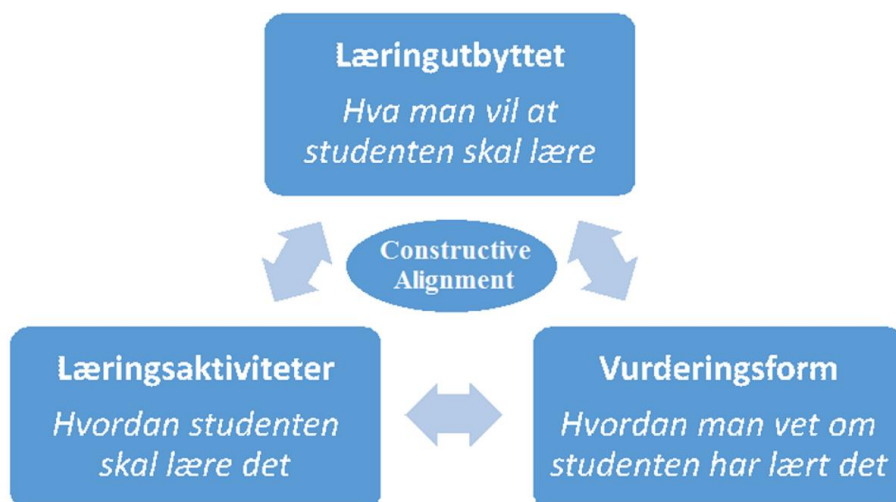 Læringutbyttet
Hva man vil at
studenten skal lære
Constructive
Alignment
Læringsaktiviteter
Hvordan studenten
skal lære det
Vurderingsform
Hvordan man vet om
studenten har lært det